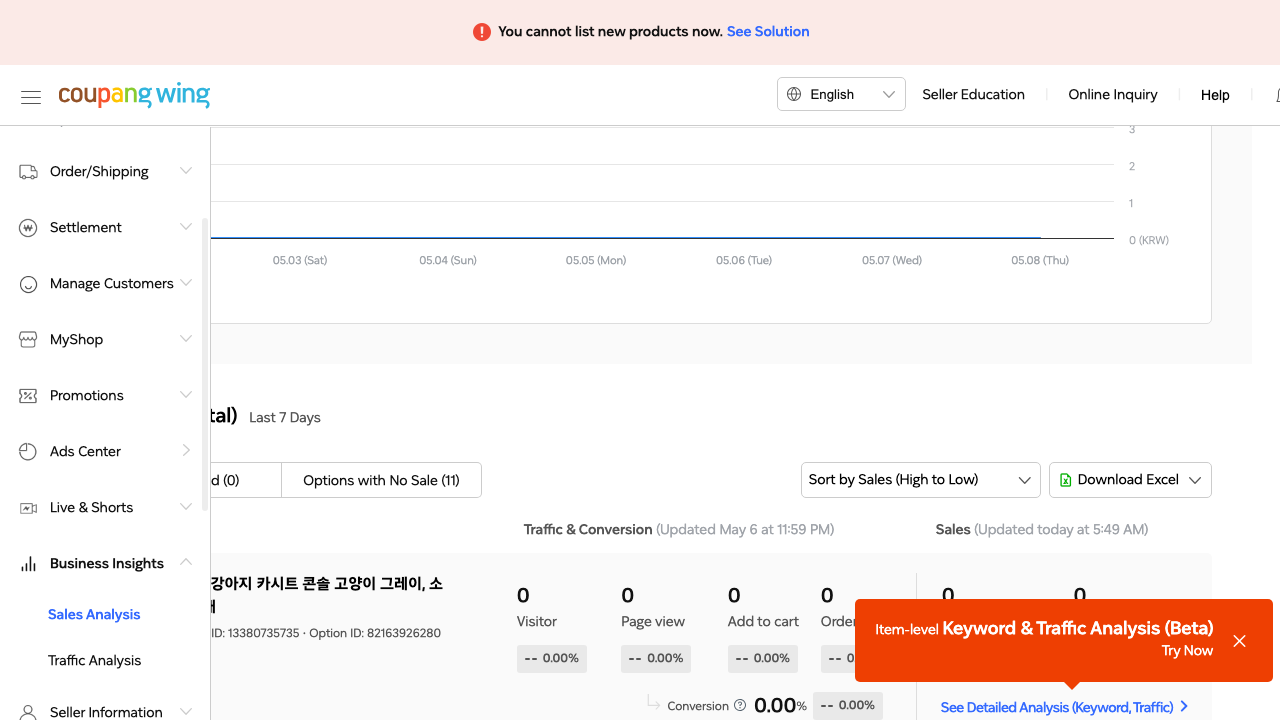 You cannot list new products now. See Solution
coupang wing
English
Seller Education
Online Inquiry
Help
Order/Shipping
Settlement
Manage Customers
MyShop
Promotions
Ads Center
Live & Shorts
Business Insights
Sales Analysis
Traffic Analysis
Seller Information
3
2
1
0 (KRW)
05.03 (Sat)
05.04 (Sun)
05.05 (Mon)
05.06 (Tue)
05.07 (Wed)
05.08 (Thu)
tal) Last 7 Days
d (0)
Options with No Sale (11)
Sort by Sales (High to Low)
Download Excel
Traffic & Conversion (Updated May 6 at 11:59 PM)
Sales (Updated today at 5:49 AM)
강아지 카시트 콘솔 고양이 그레이, 소
ID: 13380735735 · Option ID: 82163926280
0
Visitor
-- 0.00%
0
Page view
-- 0.00%
0
Add to cart
-- 0.00%
0
Order
-- 0.
0
0
Conversion 0.00% -- 0.00%
Item-level Keyword & Traffic Analysis (Beta)
Try Now
See Detailed Analysis (Keyword, Traffic)